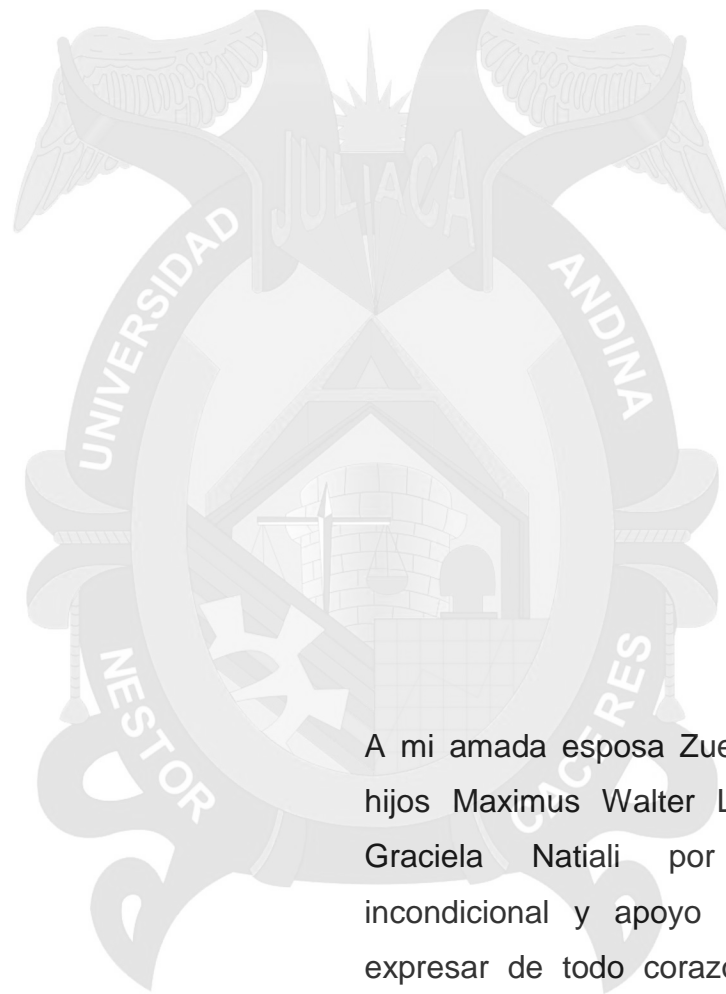 JULIACA
UNIVERSIDAD
ANDINA
NESTOR
CACERES
A mi amada esposa
hijos Maximus Walter
Graciela Natiali por
incondicional y apoyo
expresar de todo